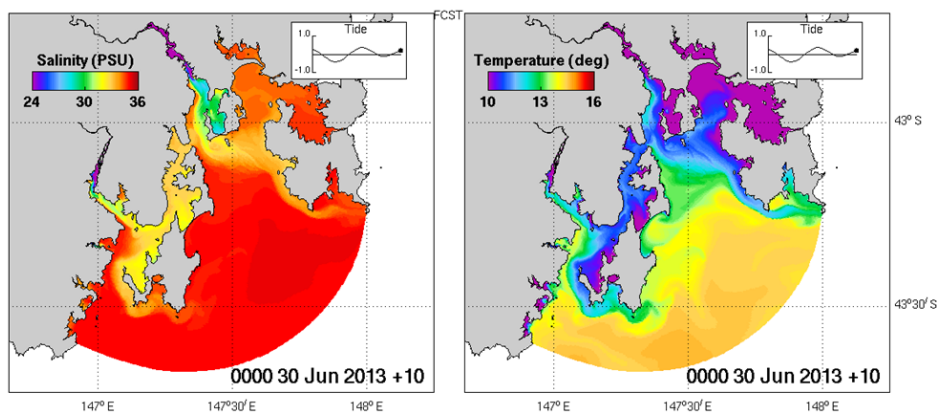 FCST
Tide
1.0
-1.0
Salinity (PSU)
24 30 36
0000 30 Jun 2013 +10
147° E 147°30' E 148° E
Tide
1.0
-1.0
Temperature (deg)
10 13 16
43° S
43°30' S
0000 30 Jun 2013 +10
147° E 147°30' E 148° E